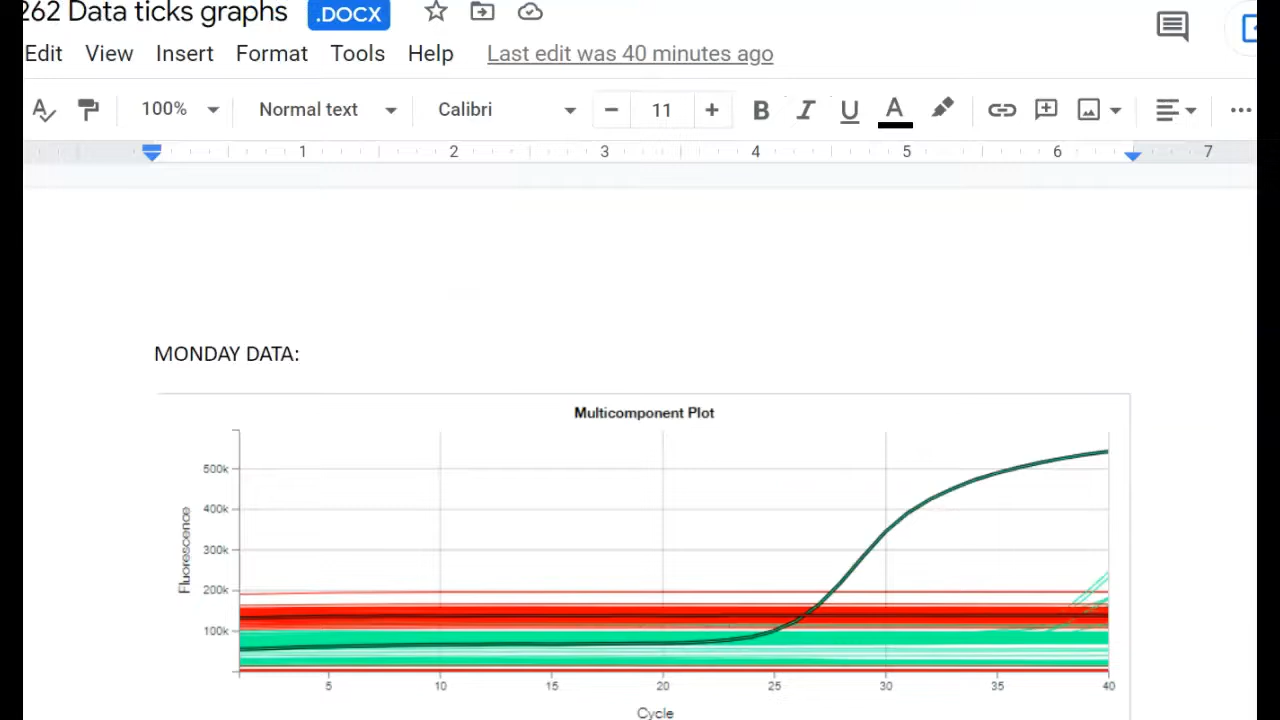 262 Data ticks graphs .DOCX
Edit View Insert Format Tools Help Last edit was 40 minutes ago
100% Normal text Calibri − 11 + B I U A
1 2 3 4 5 6 7
MONDAY DATA:
Multicomponent Plot
Fluorescence
500k
400k
300k
200k
100k
5 10 15 20 25 30 35 40
Cycle